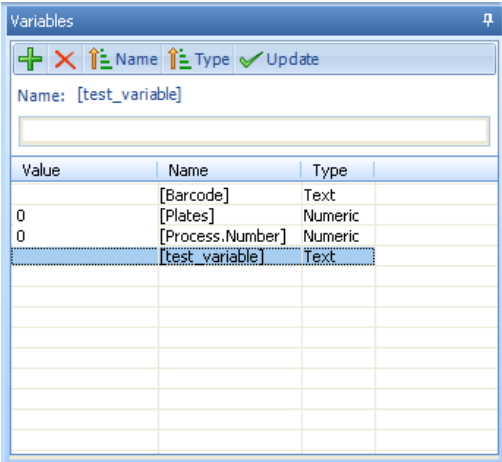 Variables
Name Type Update
Name: [test_variable]
Value Name Type
[Barcode] Text
0 [Plates] Numeric
0 [Process.Number] Numeric
[test_variable] Text